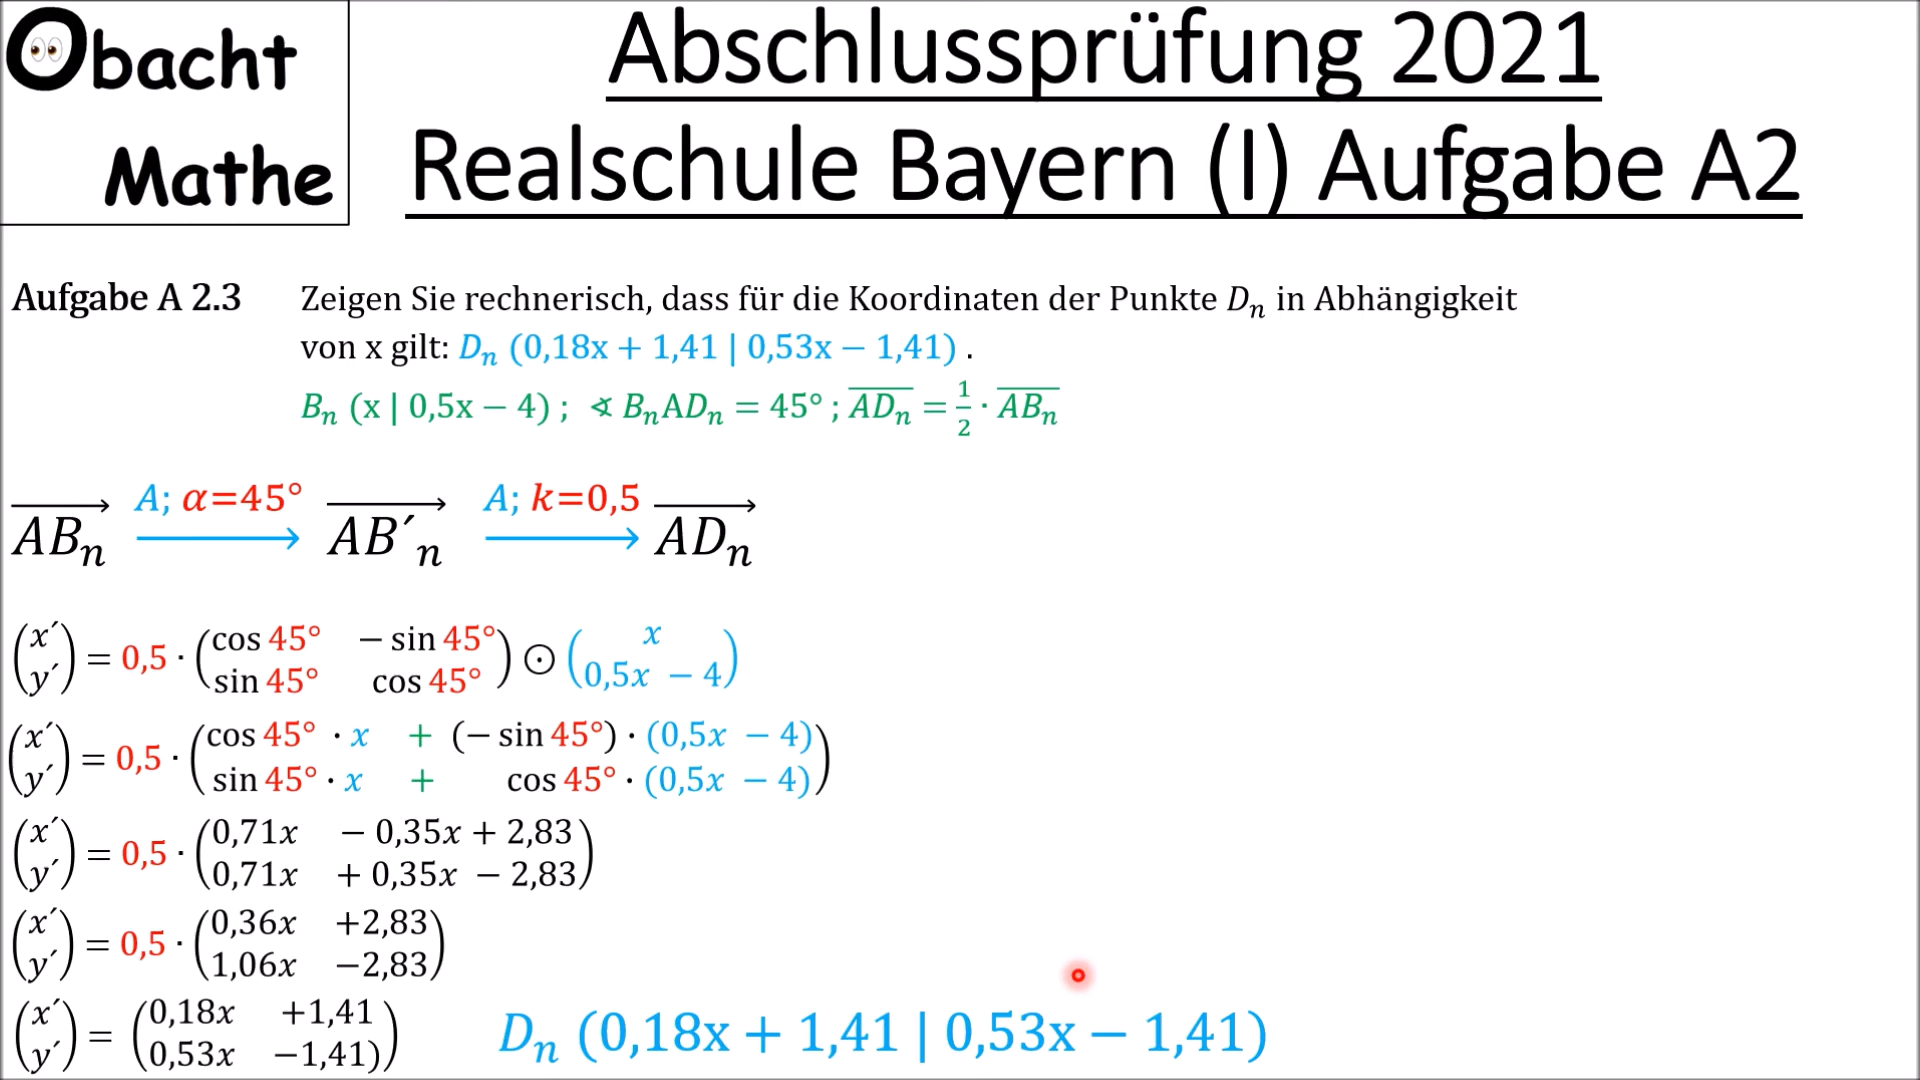 Obacht
Mathe
Abschlussprüfung 2021
Realschule Bayern (I) Aufgabe A2
Aufgabe A 2.3 Zeigen Sie rechnerisch, dass für die Koordinaten der Punkte Dₙ in Abhängigkeit
von x gilt: Dₙ (0,18x + 1,41 | 0,53x − 1,41) .
Bₙ (x | 0,5x − 4) ; ∢ BₙADₙ = 45° ; \overline{ADₙ} = 1/2 · \overline{ABₙ}
\overrightarrow{ABₙ} A; α=45° ⟶ \overrightarrow{AB´ₙ} A; k=0,5 ⟶ \overrightarrow{ADₙ}
(x´ y´) = 0,5 · (cos 45° − sin 45° sin 45° cos 45°) ⊙ (x 0,5x − 4)
(x´ y´) = 0,5 · (cos 45° · x + (− sin 45°) · (0,5x − 4) sin 45° · x + cos 45° · (0,5x − 4))
(x´ y´) = 0,5 · (0,71x − 0,35x + 2,83 0,71x + 0,35x − 2,83)
(x´ y´) = 0,5 · (0,36x +2,83 1,06x −2,83)
(x´ y´) = (0,18x +1,41 0,53x −1,41))
Dₙ (0,18x + 1,41 | 0,53x − 1,41)